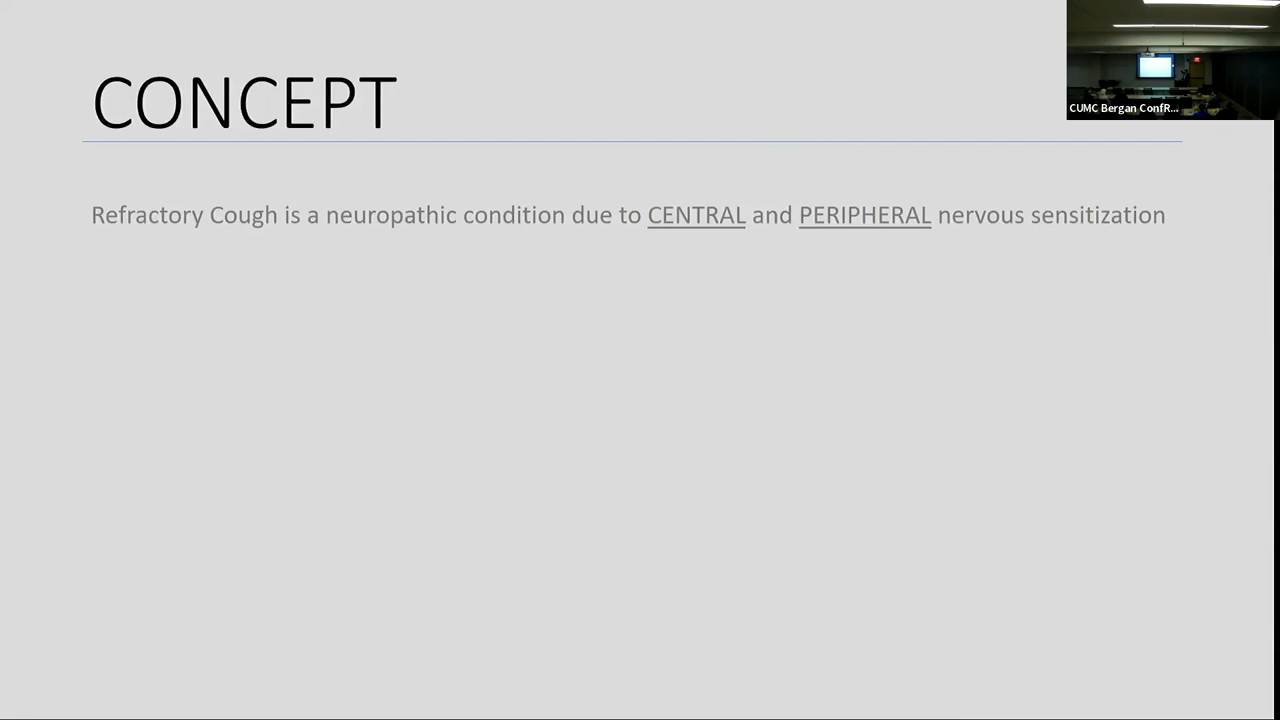 CONCEPT
CUMC Bergan ConfR...
Refractory Cough is a neuropathic condition due to CENTRAL and PERIPHERAL nervous sensitization